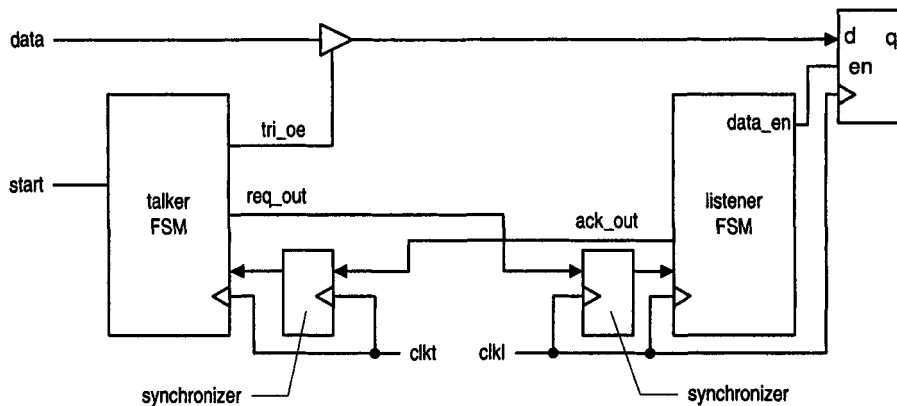 data
d q
en
tri_oe
data_en
start
talker
FSM
req_out
ack_out
listener
FSM
clkt
clkl
synchronizer
synchronizer